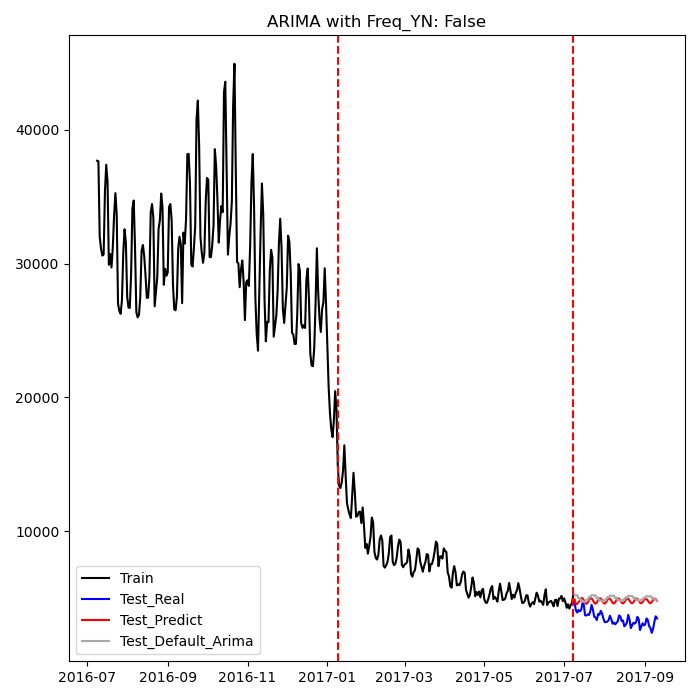 ARIMA with Freq_YN: False
40000
30000
20000
10000
Train
Test_Real
Test_Predict
Test_Default_Arima
2016-07 2016-09 2016-11 2017-01 2017-03 2017-05 2017-07 2017-09